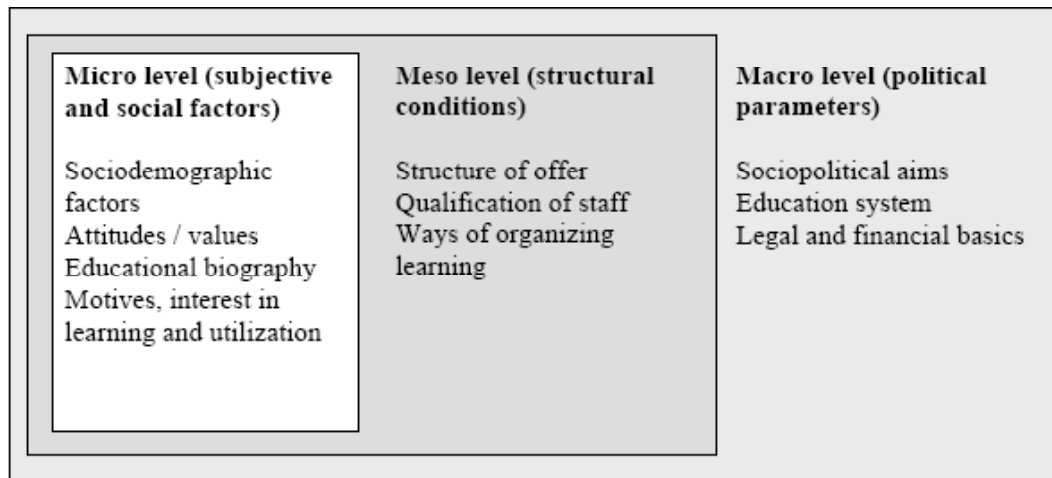 Micro level (subjective
and social factors)
Sociodemographic
factors
Attitudes / values
Educational biography
Motives, interest in
learning and utilization
Meso level (structural
conditions)
Structure of offer
Qualification of staff
Ways of organizing
learning
Macro level (political
parameters)
Sociopolitical aims
Education system
Legal and financial basics